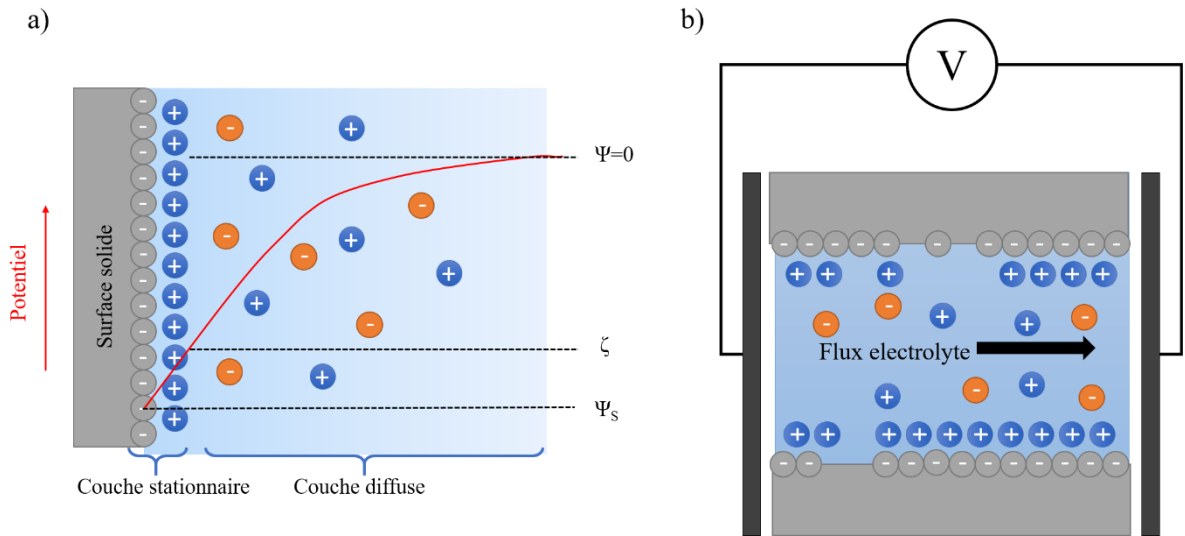 a)
Potentiel
Surface solide
Ψ=0
ζ
Ψs
Couche stationnaire
Couche diffuse
b)
V
Flux electrolyte